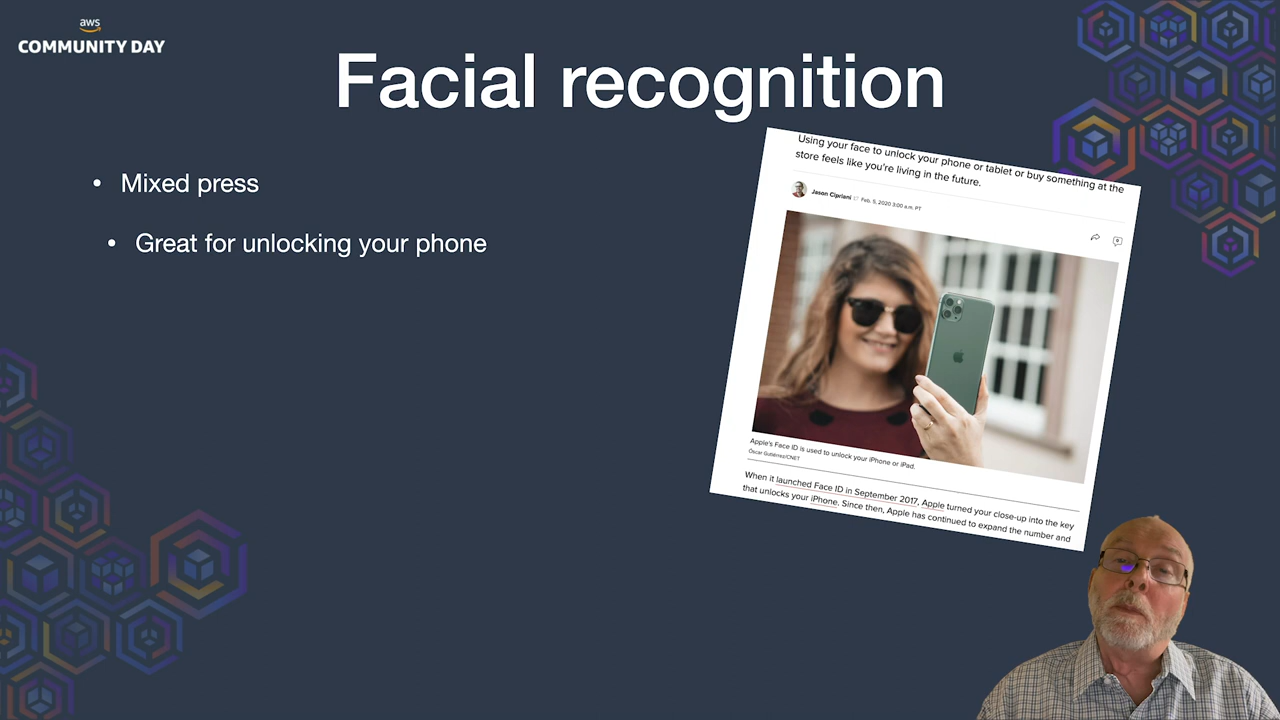 aws
COMMUNITY DAY
Facial recognition
• Mixed press
• Great for unlocking your phone
Using your face to unlock your phone or tablet or buy something at the
store feels like you're living in the future.
Jason Cipriani
Feb. 5, 2020 3:00 a.m. PT
0
Apple's Face ID is used to unlock your iPhone or iPad.
Óscar Gutiérrez/CNET
When it launched Face ID in September 2017, Apple turned your close-up into the key
that unlocks your iPhone. Since then, Apple has continued to expand the number and